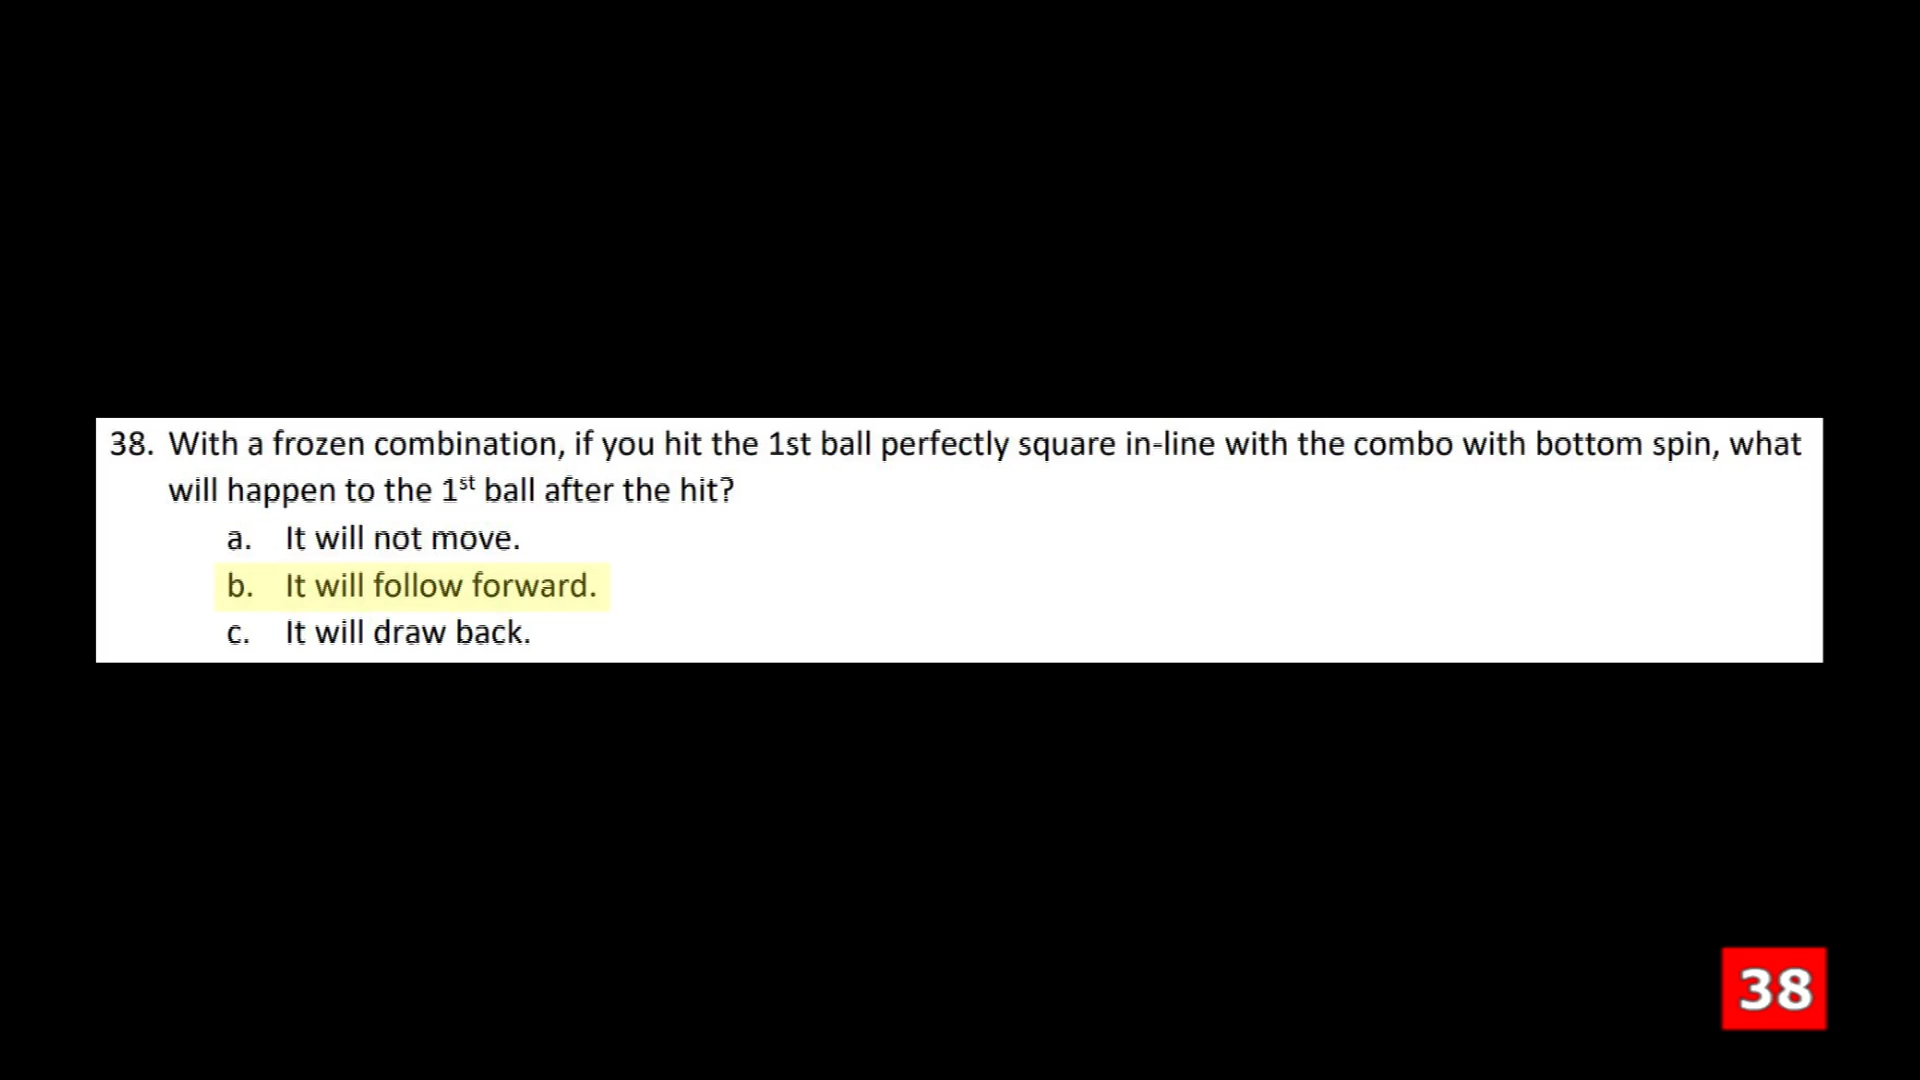 38. With a frozen combination, if you hit the 1st ball perfectly square in-line with the combo with bottom spin, what
will happen to the 1st ball after the hit?
a. It will not move.
b. It will follow forward.
c. It will draw back.
38